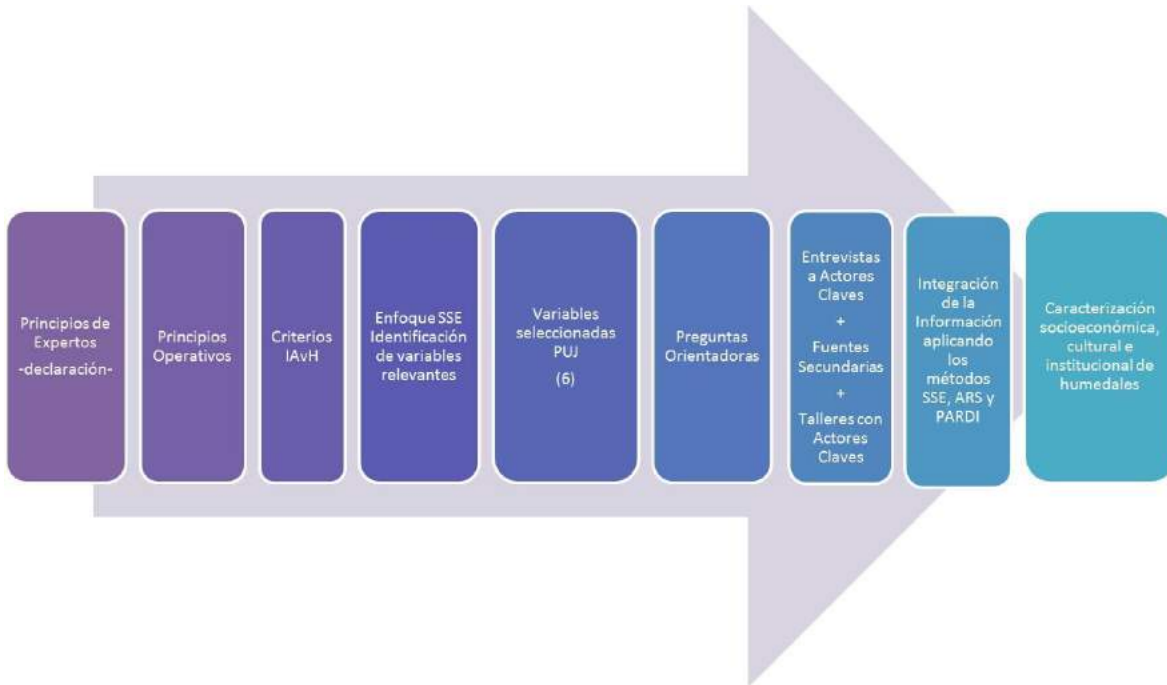 Principios de
Expertos
-declaración-
Principios
Operativos
Criterios
IAvH
Enfoque SSE
Identificación
de variables
relevantes
Variables
seleccionadas
PUJ
(6)
Preguntas
Orientadoras
Entrevistas
a Actores
Claves
+
Fuentes
Secundarias
+
Talleres con
Actores
Claves
Integración
de la
Información
aplicando
los
métodos
SSE, ARS y
PARDI
Caracterización
socioeconómica,
cultural e
institucional de
humedales